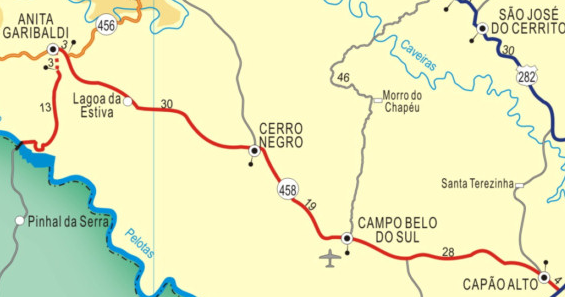 ANITA
GARIBALDI
456
SÃO JOSÉ
DO CERRITO
3
3
30
Caveiras
282
46
Lagoa da
Estiva
30
Morro do
Chapéu
13
CERRO
NEGRO
458
Santa Terezinha
19
Pinhal da Serra
Pelotas
CAMPO BELO
DO SUL
28
CAPÃO ALTO
4